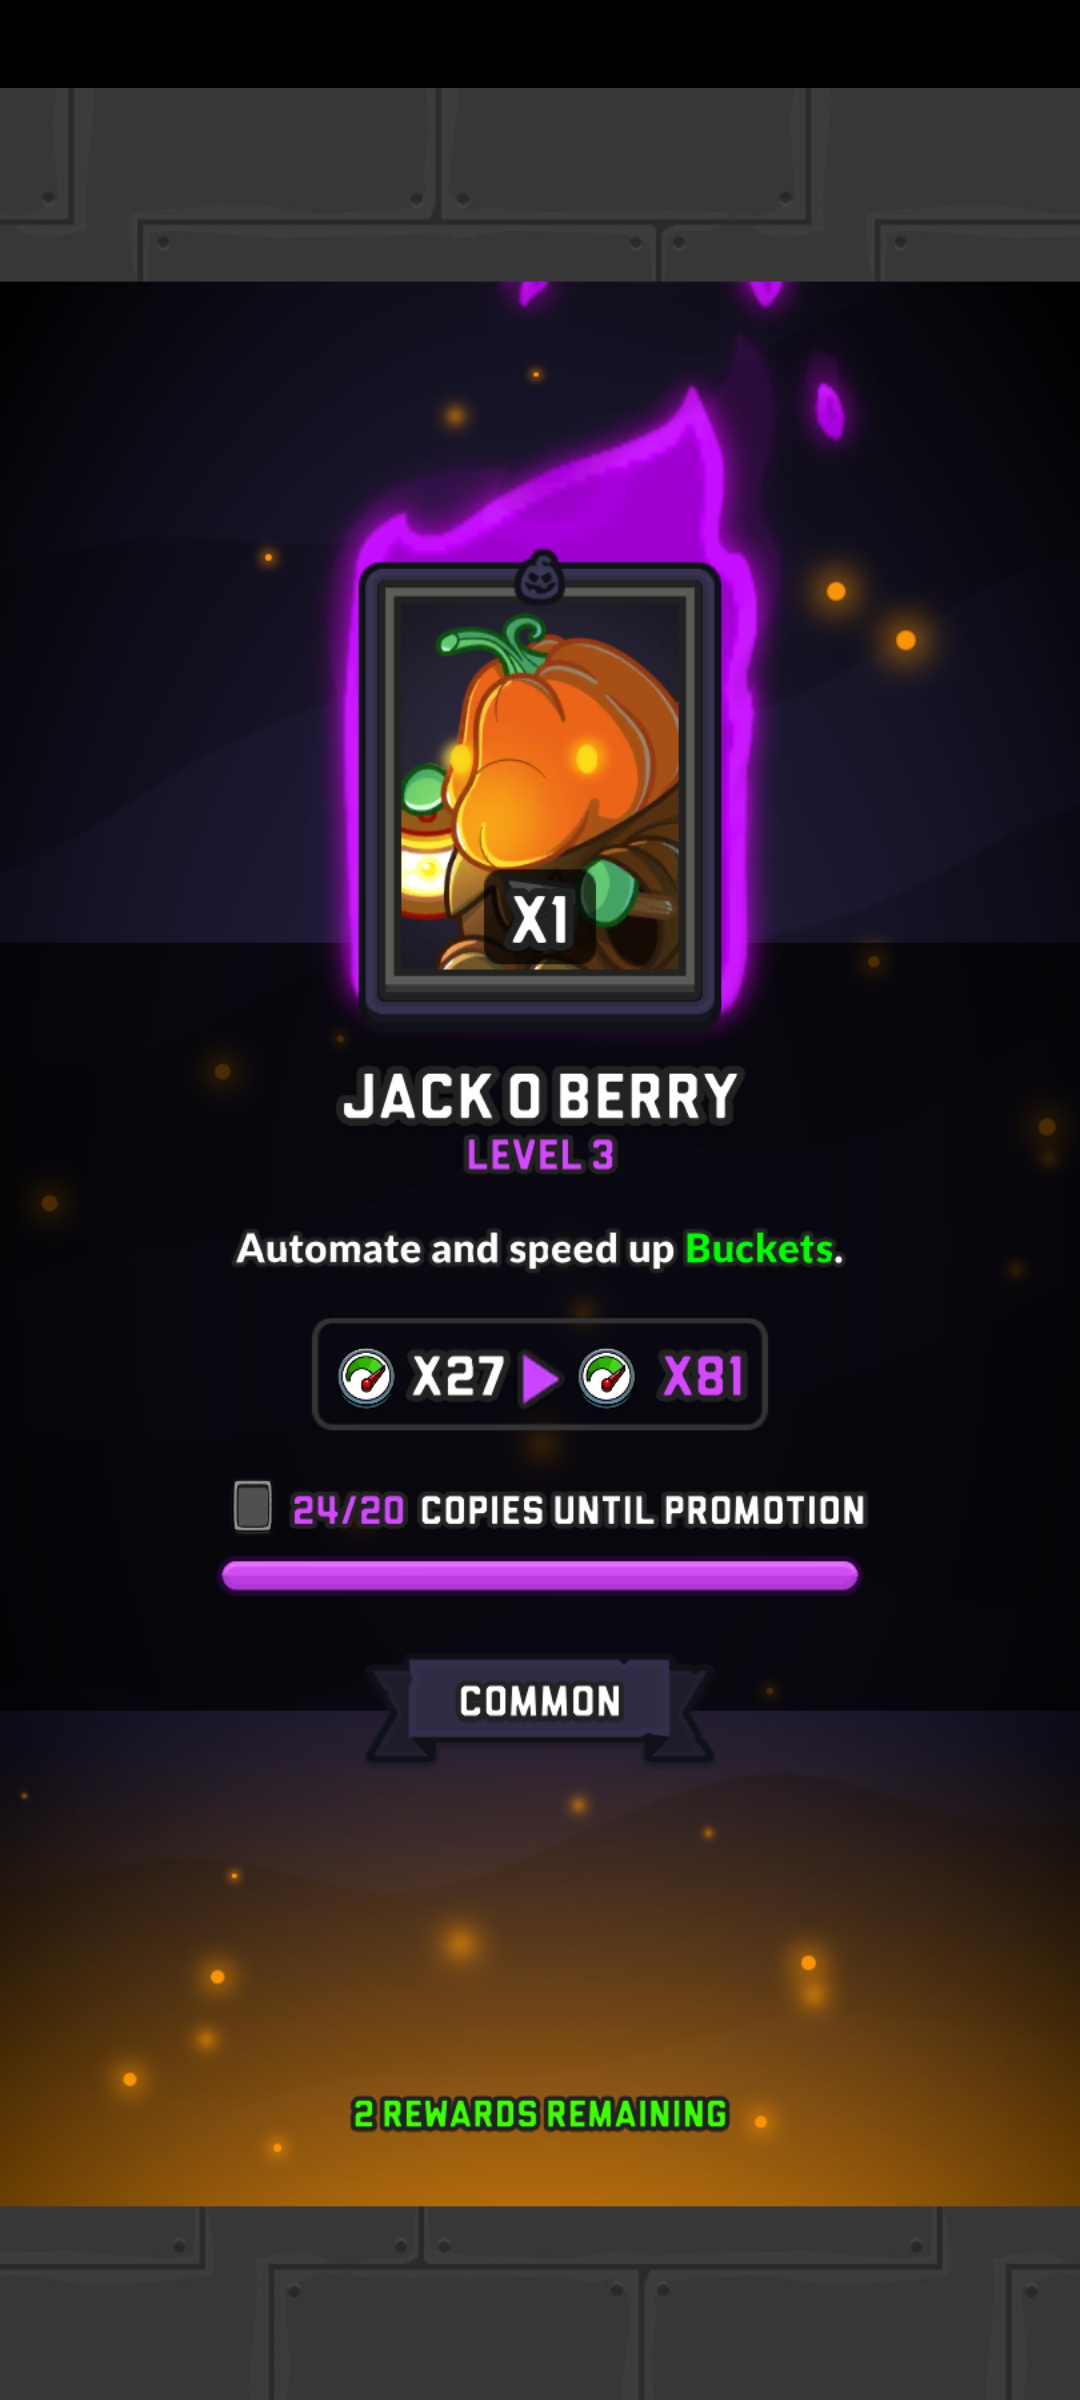 X1
JACK O BERRY
LEVEL 3
Automate and speed up Buckets.
X27 X81
24/20 COPIES UNTIL PROMOTION
COMMON
2 REWARDS REMAINING